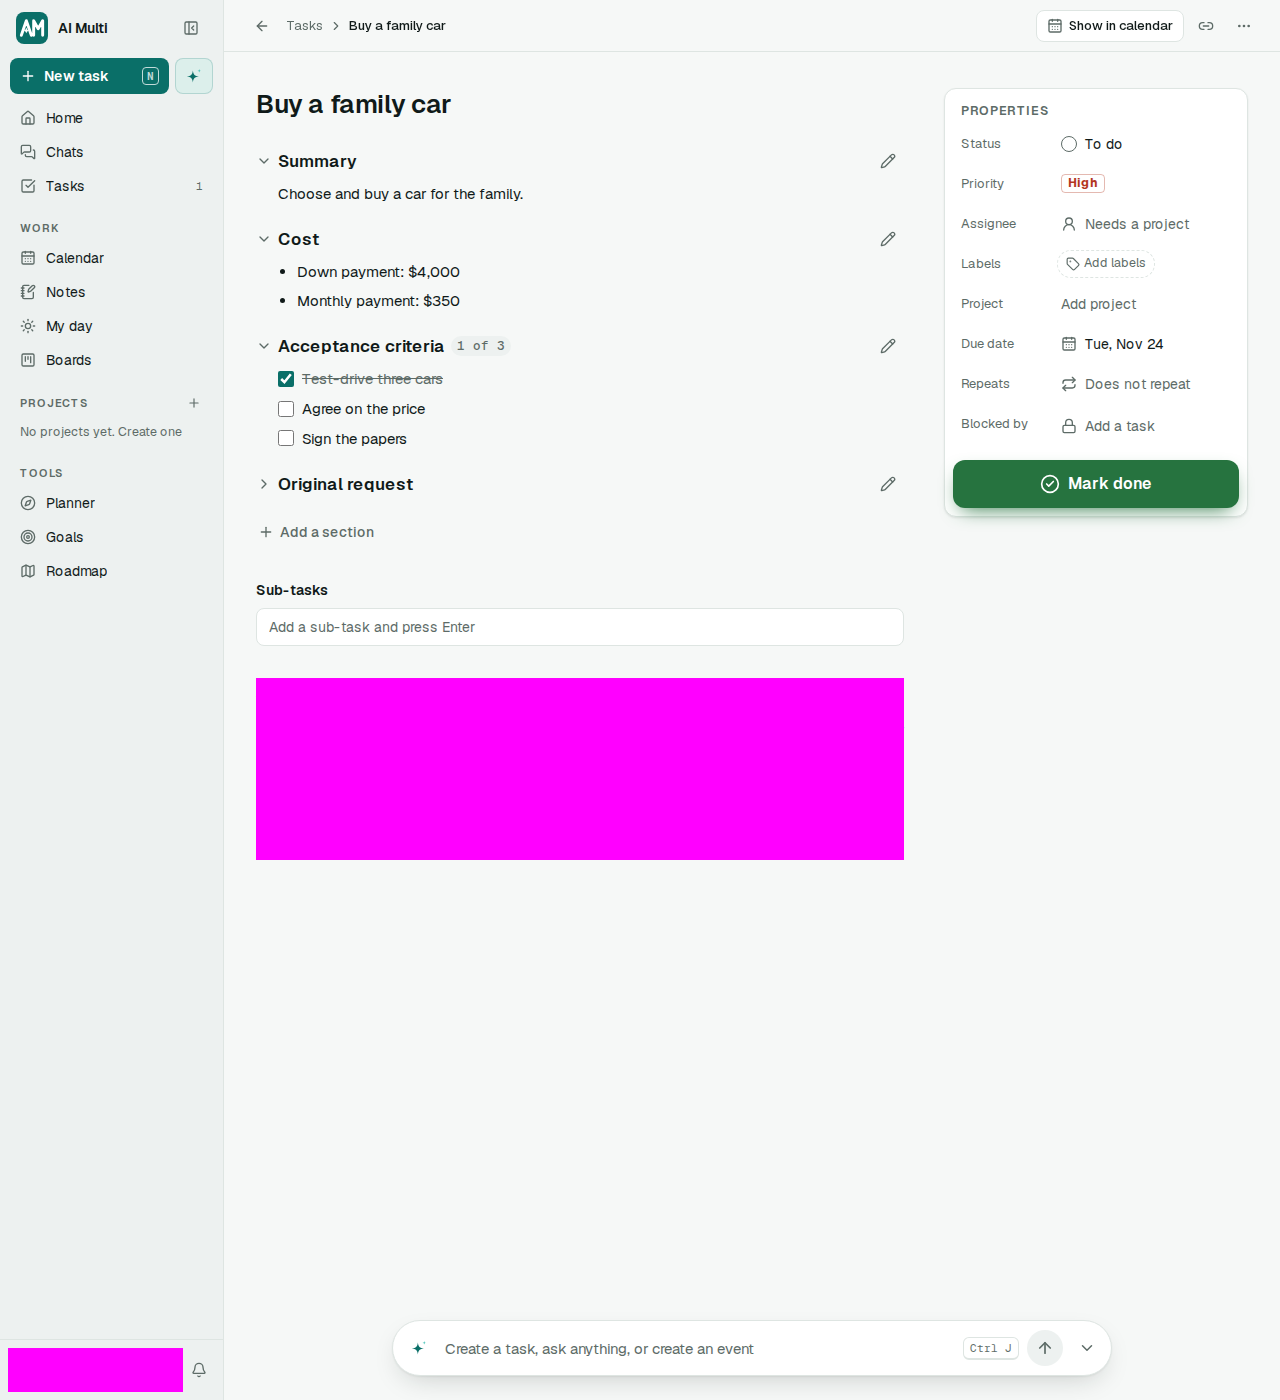 AM AI Multi
New task N
Home
Chats
Tasks 1
WORK
Calendar
Notes
My day
Boards
PROJECTS
No projects yet. Create one
TOOLS
Planner
Goals
Roadmap
Tasks > Buy a family car
Show in calendar
Buy a family car
Summary
Choose and buy a car for the family.
Cost
• Down payment: $4,000
• Monthly payment: $350
Acceptance criteria 1 of 3
Test-drive three cars
Agree on the price
Sign the papers
Original request
Add a section
Sub-tasks
Add a sub-task and press Enter
PROPERTIES
Status To do
Priority High
Assignee Needs a project
Labels Add labels
Project Add project
Due date Tue, Nov 24
Repeats Does not repeat
Blocked by Add a task
Mark done
Create a task, ask anything, or create an event Ctrl J